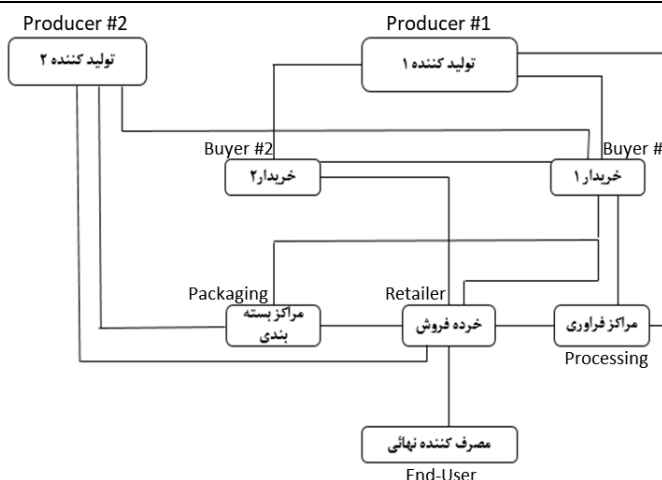 Producer #2
Producer #1
تولید کننده ۲
تولید کننده ۱
Buyer #2
Buyer #
خریدار۲
خریدار ۱
Packaging
Retailer
مراکز بسته
بندی
خرده فروش
مراکز فراوری
Processing
مصرف کننده نهائی
End-User